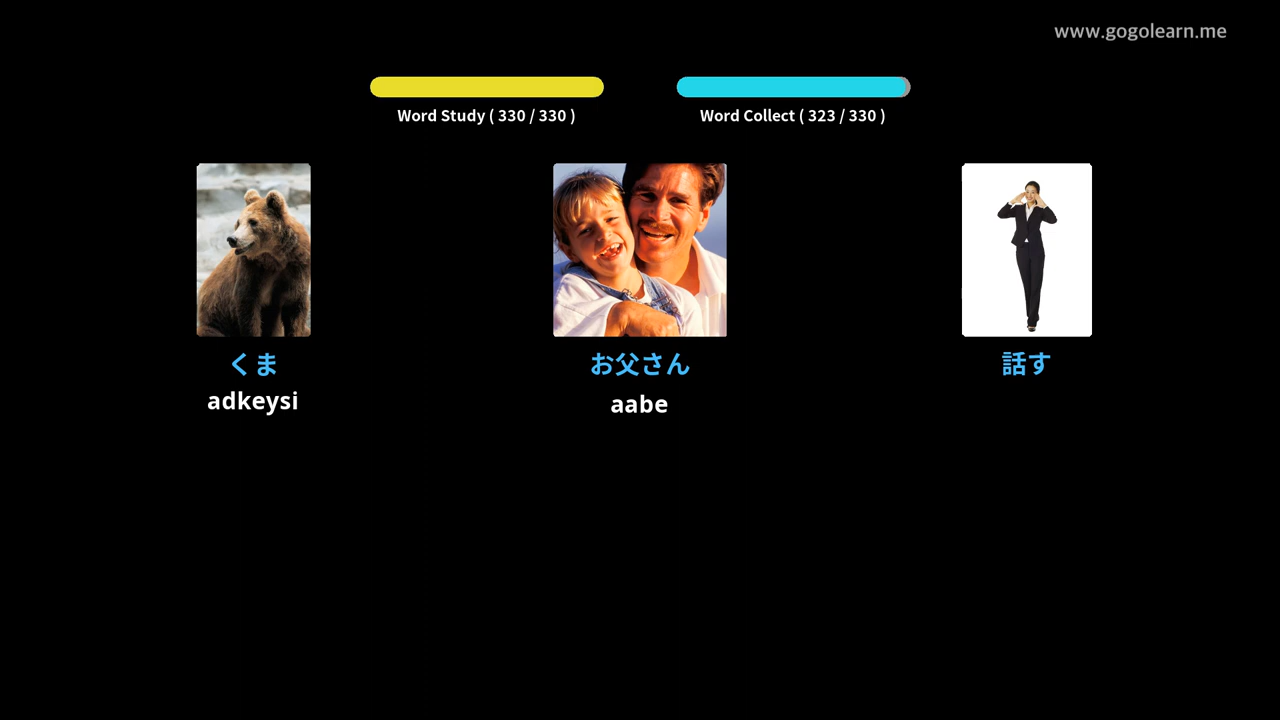 www.gogolearn.me
Word Study ( 330 / 330 )
Word Collect ( 323 / 330 )
くま
お父さん
話す
adkeysi
aabe